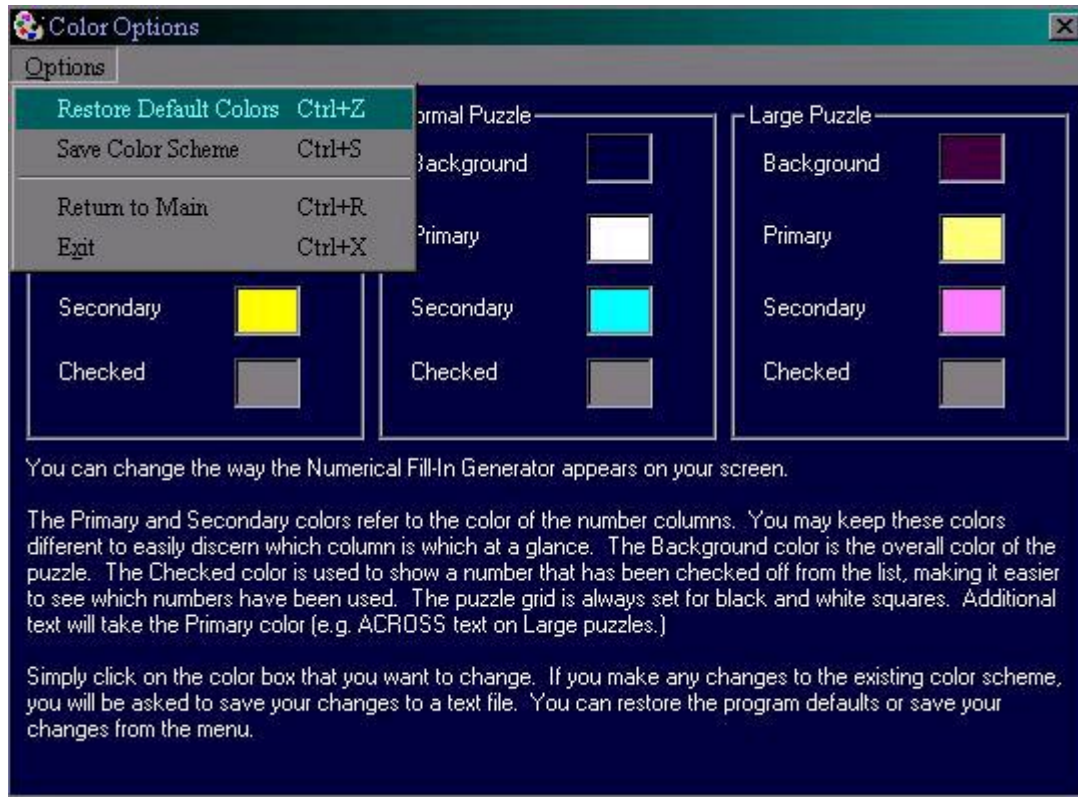 Color Options
Options
Restore Default Colors Ctrl+Z
Save Color Scheme Ctrl+S
Return to Main Ctrl+R
Exit Ctrl+X
Secondary
Checked
ormal Puzzle
Background
Primary
Secondary
Checked
Large Puzzle
Background
Primary
Secondary
Checked
You can change the way the Numerical Fill-In Generator appears on your screen.
The Primary and Secondary colors refer to the color of the number columns. You may keep these colors
different to easily discern which column is which at a glance. The Background color is the overall color of the
puzzle. The Checked color is used to show a number that has been checked off from the list, making it easier
to see which numbers have been used. The puzzle grid is always set for black and white squares. Additional
text will take the Primary color (e.g. ACROSS text on Large puzzles.)
Simply click on the color box that you want to change. If you make any changes to the existing color scheme,
you will be asked to save your changes to a text file. You can restore the program defaults or save your
changes from the menu.